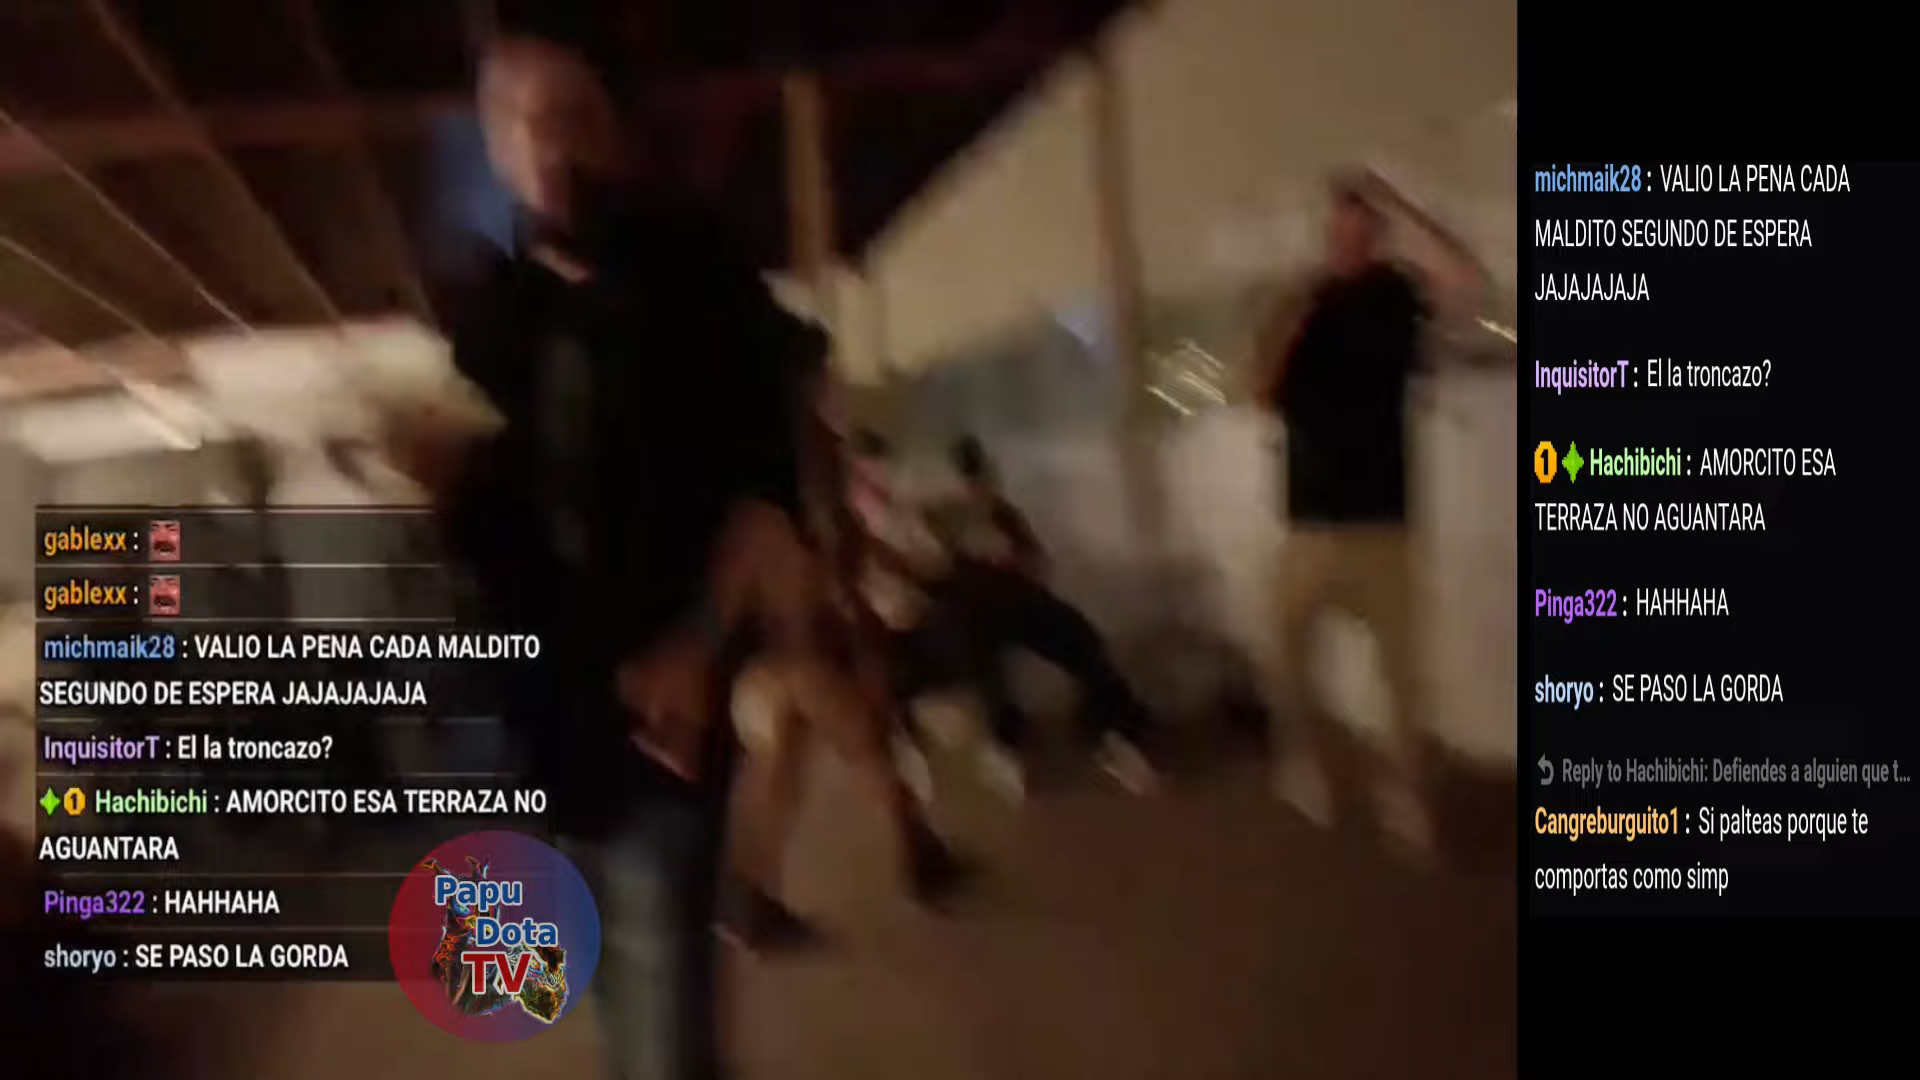 gablexx :
gablexx :
michmaik28 : VALIO LA PENA CADA MALDITO
SEGUNDO DE ESPERA JAJAJAJAJA
InquisitorT : El la troncazo?
1 Hachibichi : AMORCITO ESA TERRAZA NO
AGUANTARA
Pinga322 : HAHHAHA
shoryo : SE PASO LA GORDA
Papu
Dota
TV
michmaik28 : VALIO LA PENA CADA
MALDITO SEGUNDO DE ESPERA
JAJAJAJAJA
InquisitorT : El la troncazo?
1 Hachibichi : AMORCITO ESA
TERRAZA NO AGUANTARA
Pinga322 : HAHHAHA
shoryo : SE PASO LA GORDA
Reply to Hachibichi: Defiendes a alguien que t...
Cangreburguito1 : Si palteas porque te
comportas como simp